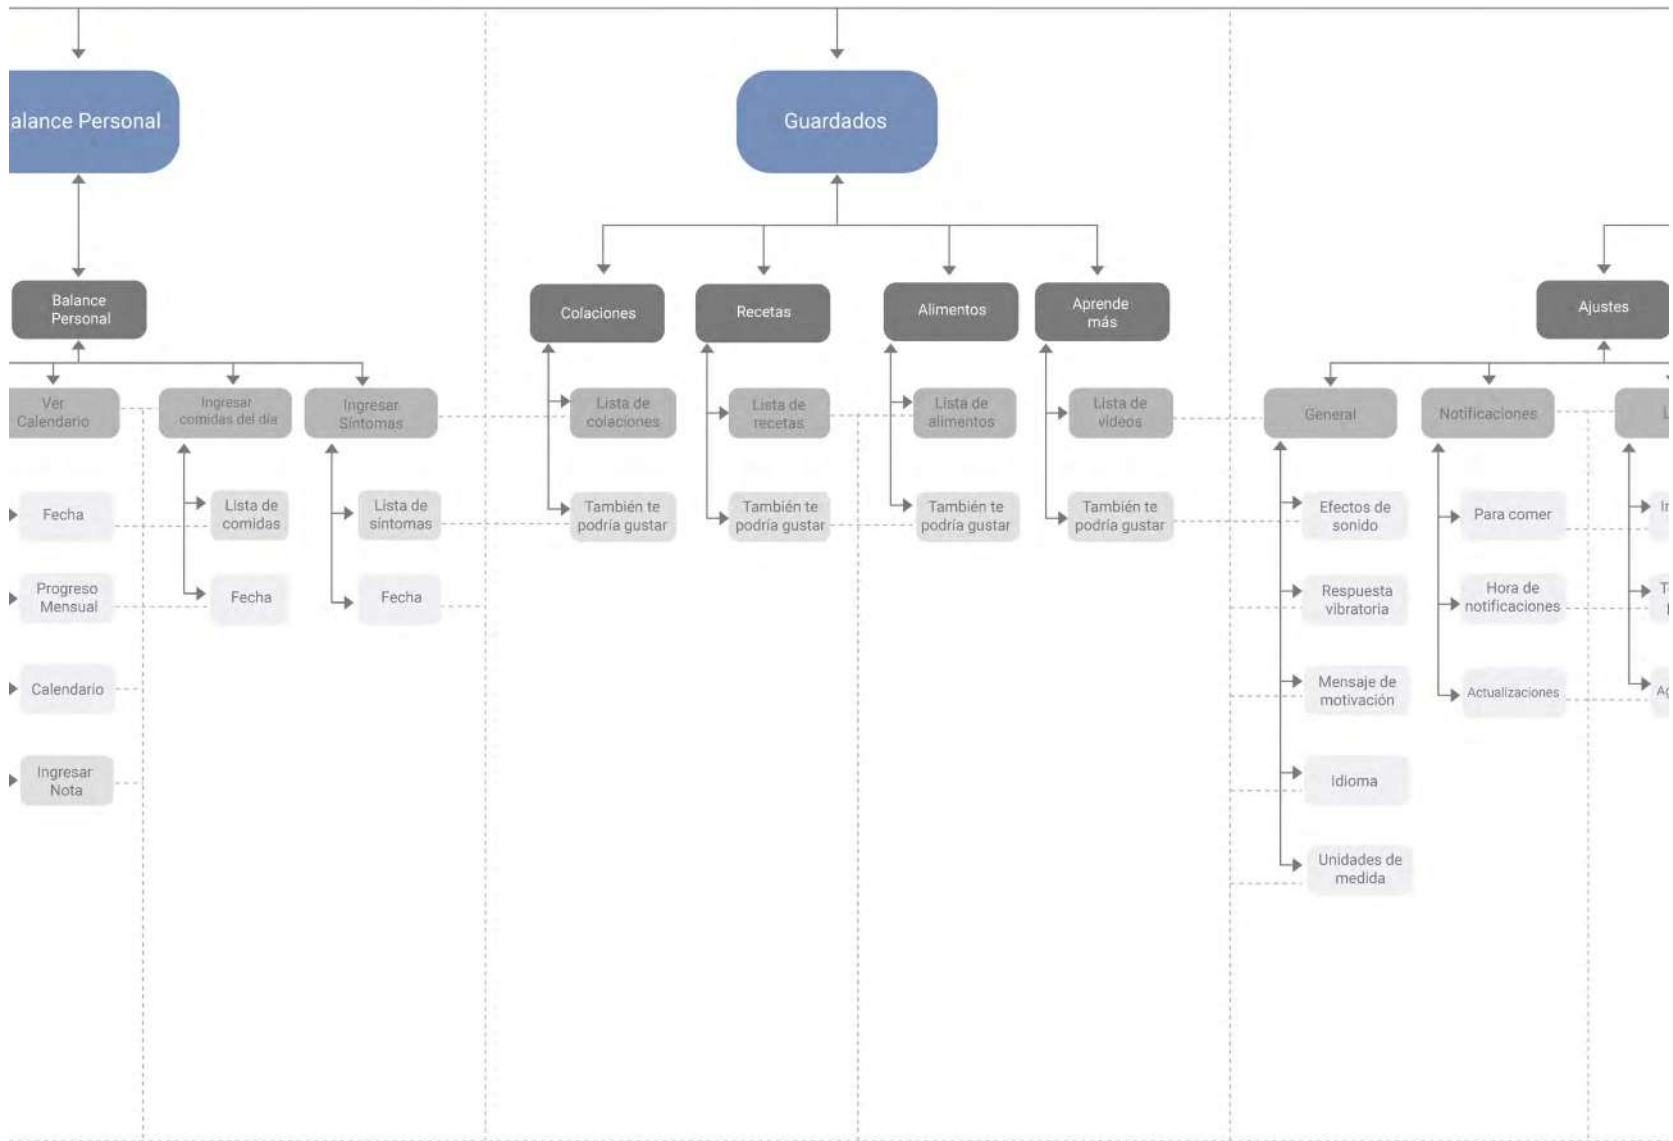 alance Personal
Guardados
Balance
Personal
Colaciones
Recetas
Alimentos
Aprende
más
Ajustes
Ver
Calendario
Ingresar
comidas del día
Ingresar
Síntomas
Lista de
colaciones
Lista de
recetas
Lista de
alimentos
Lista de
videos
General
Notificaciones
Fecha
Lista de
comidas
Lista de
síntomas
También te
podría gustar
También te
podría gustar
También te
podría gustar
También te
podría gustar
Efectos de
sonido
Para comer
Progreso
Mensual
Fecha
Fecha
Respuesta
vibratoria
Hora de
notificaciones
Calendario
Mensaje de
motivación
Actualizaciones
Ingresar
Nota
Idioma
Unidades de
medida